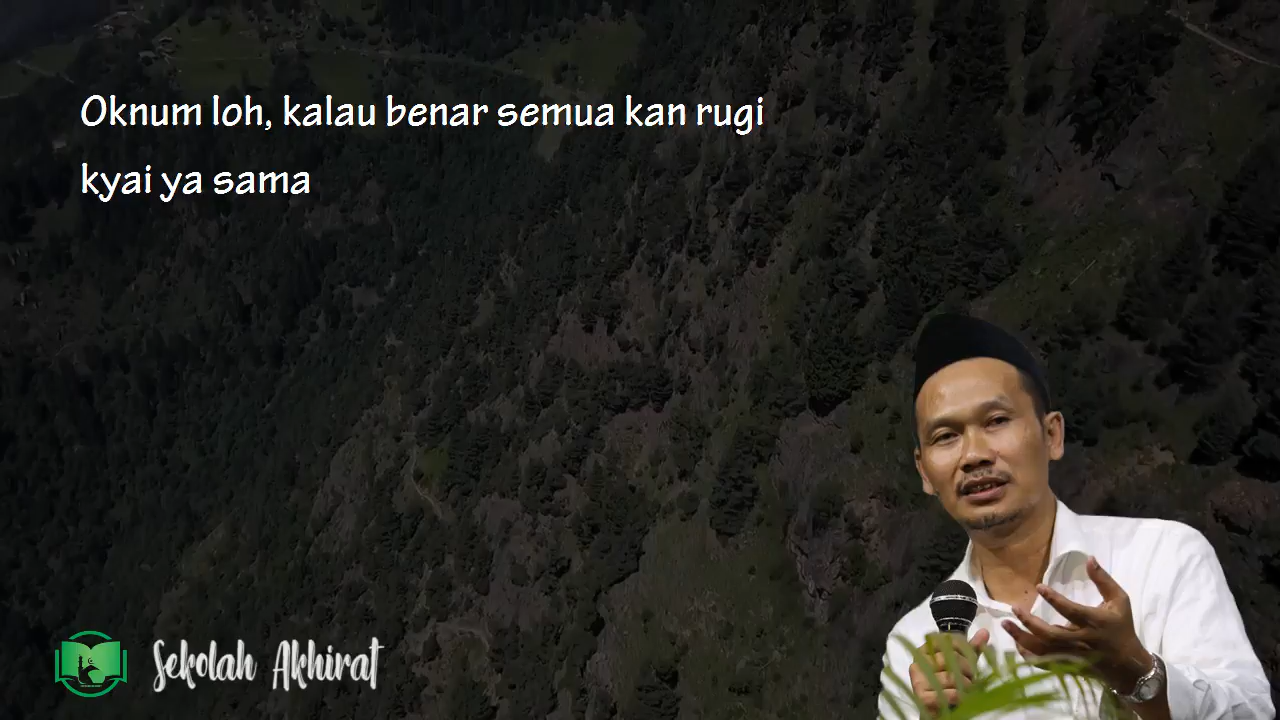 Oknum loh, kalau benar semua kan rugi
kyai ya sama
Sekolah Akhirat